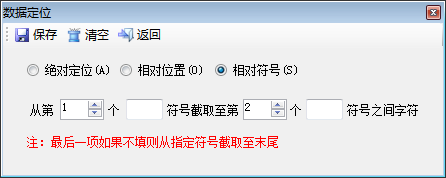 数据定位
保存 清空 返回
绝对定位(A) 相对位置(O) 相对符号(S)
从第 1 个 符号截取至第 2 个 符号之间字符
注：最后一项如果不填则从指定符号截取至末尾